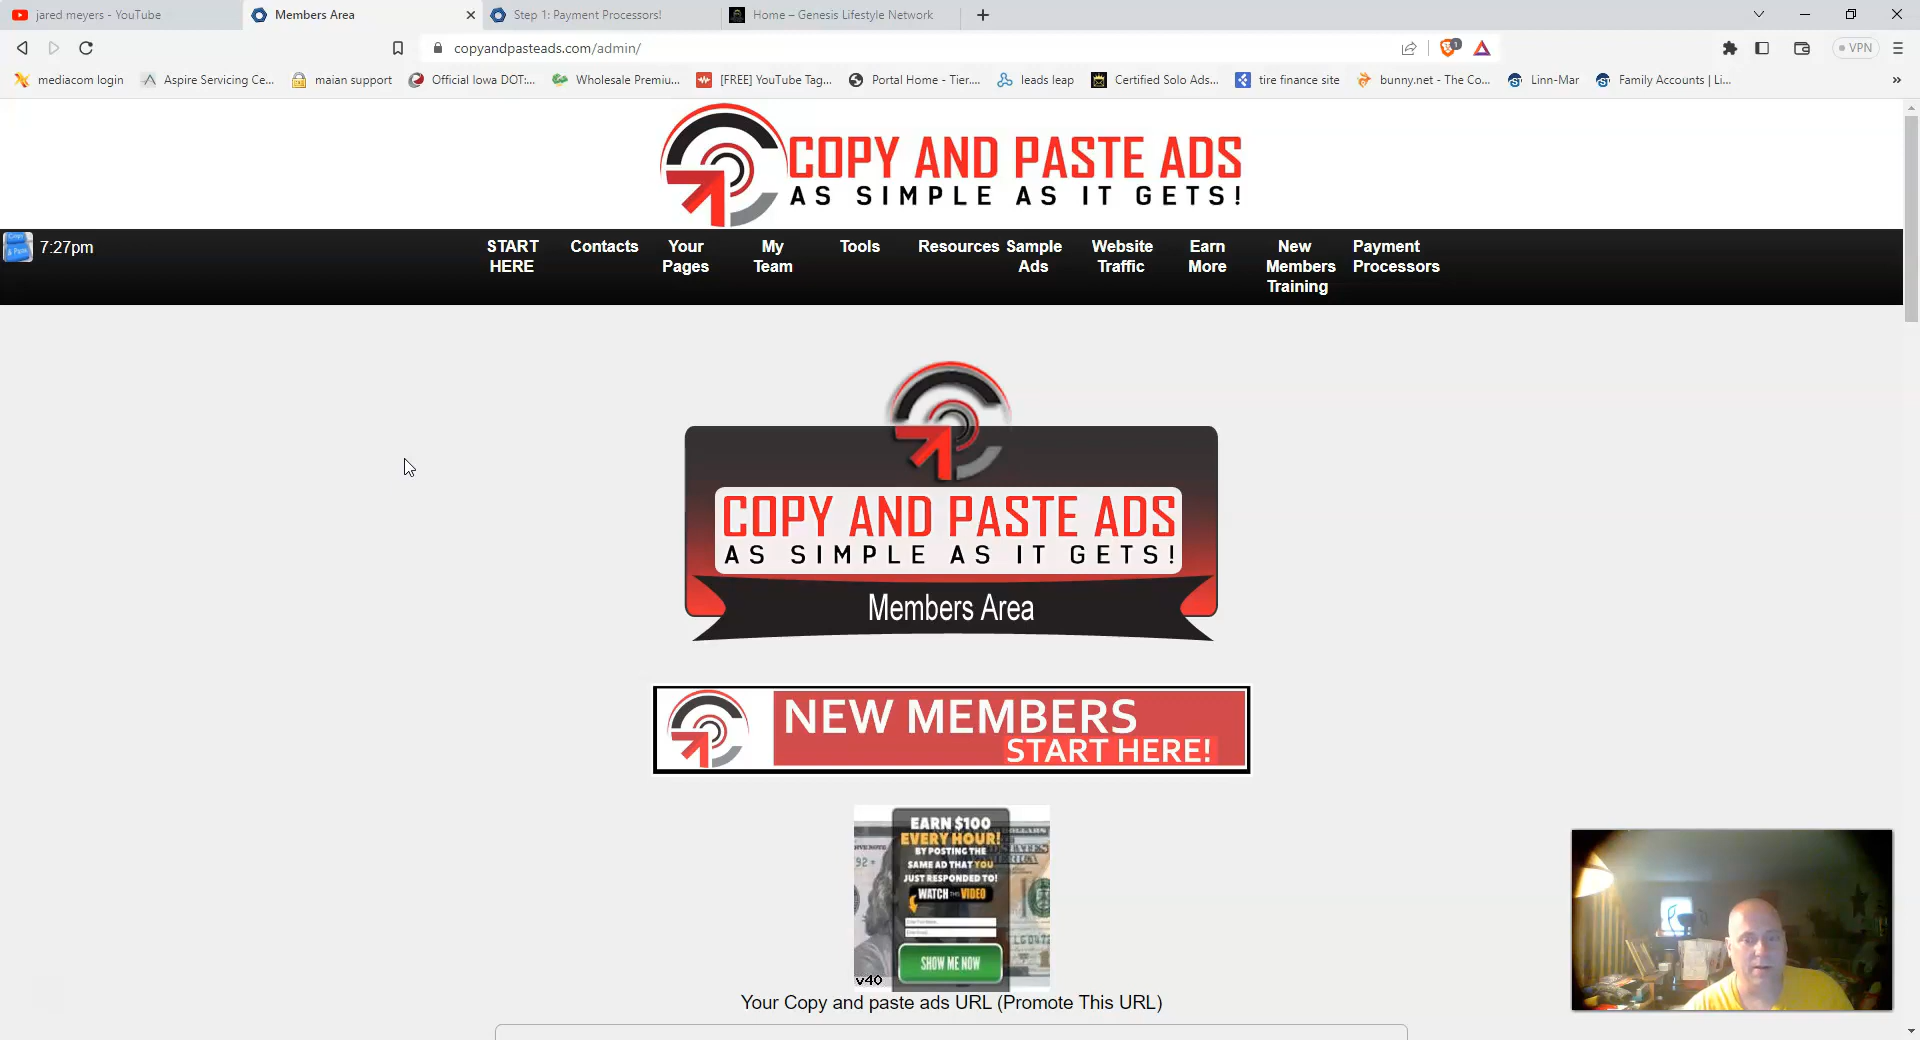 jared meyers - YouTube
Members Area
Step 1: Payment Processors!
Home – Genesis Lifestyle Network
copyandpasteads.com/admin/
1
VPN
mediacom login
Aspire Servicing Ce...
maian support
Official Iowa DOT:...
Wholesale Premiu...
[FREE] YouTube Tag...
Portal Home - Tier...
leads leap
Certified Solo Ads...
tire finance site
bunny.net - The Co...
Linn-Mar
Family Accounts | Li...
COPY AND PASTE ADS
AS SIMPLE AS IT GETS!
7:27pm
START HERE
Contacts
Your Pages
My Team
Tools
Resources
Sample Ads
Website Traffic
Earn More
New Members Training
Payment Processors
COPY AND PASTE ADS
AS SIMPLE AS IT GETS!
Members Area
NEW MEMBERS
START HERE!
EARN $100
EVERY HOUR!
BY POSTING THE
SAME AD THAT YOU
JUST RESPONDED TO!
WATCH THIS VIDEO
SHOW ME NOW
v40
Your Copy and paste ads URL (Promote This URL)